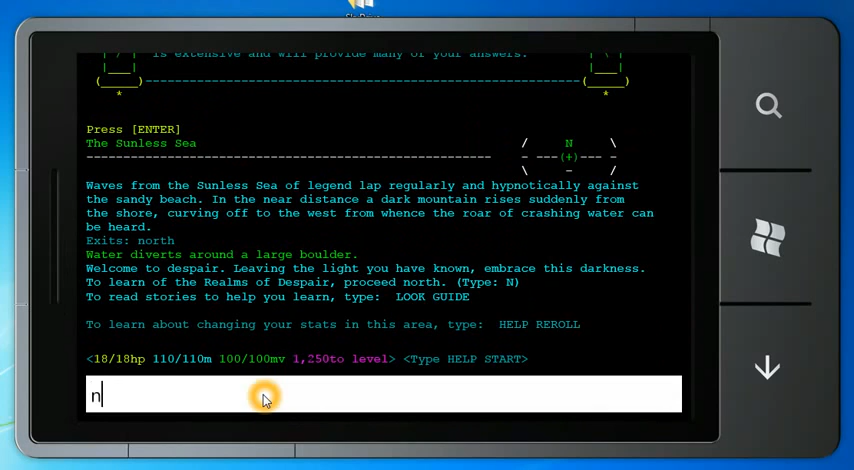 is extensive and will provide many of your answers.
Press [ENTER]
The Sunless Sea
N
Waves from the Sunless Sea of legend lap regularly and hypnotically against
the sandy beach. In the near distance a dark mountain rises suddenly from
the shore, curving off to the west from whence the roar of crashing water can
be heard.
Exits: north
Water diverts around a large boulder.
Welcome to despair. Leaving the light you have known, embrace this darkness.
To learn of the Realms of Despair, proceed north. (Type: N)
To read stories to help you learn, type:  LOOK GUIDE
To learn about changing your stats in this area, type:  HELP REROLL
<18/18hp 110/110m 100/100mv 1,250to level> <Type HELP START>
n